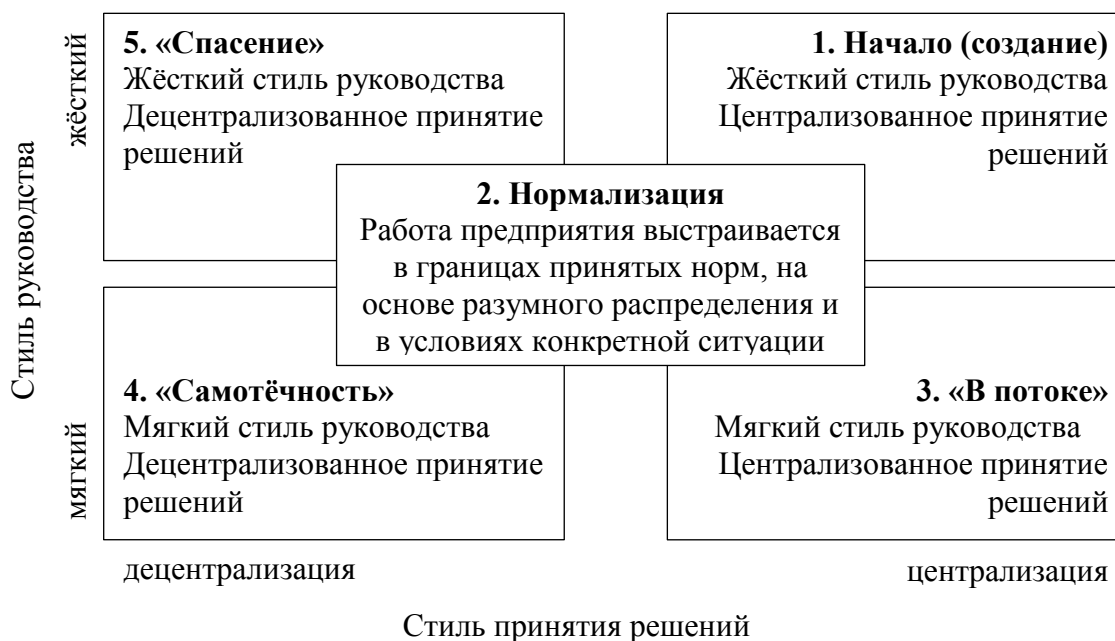 Стиль руководства
жёсткий
мягкий
5. «Спасение»
Жёсткий стиль руководства
Децентрализованное принятие
решений
1. Начало (создание)
Жёсткий стиль руководства
Централизованное принятие
решений
2. Нормализация
Работа предприятия выстраивается
в границах принятых норм, на
основе разумного распределения и
в условиях конкретной ситуации
4. «Самотёчность»
Мягкий стиль руководства
Децентрализованное принятие
решений
3. «В потоке»
Мягкий стиль руководства
Централизованное принятие
решений
децентрализация
централизация
Стиль принятия решений